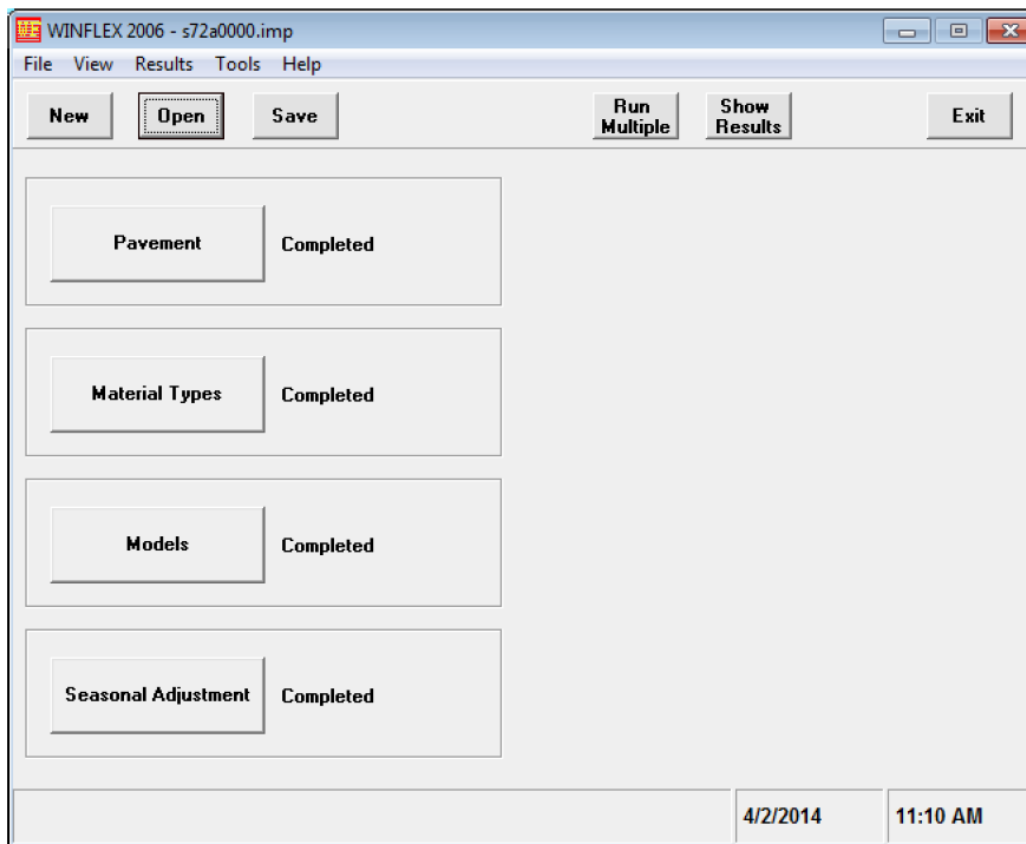 WINFLEX 2006 - s72a0000.imp
File View Results Tools Help
New Open Save Run Multiple Show Results Exit
Pavement Completed
Material Types Completed
Models Completed
Seasonal Adjustment Completed
4/2/2014 11:10 AM